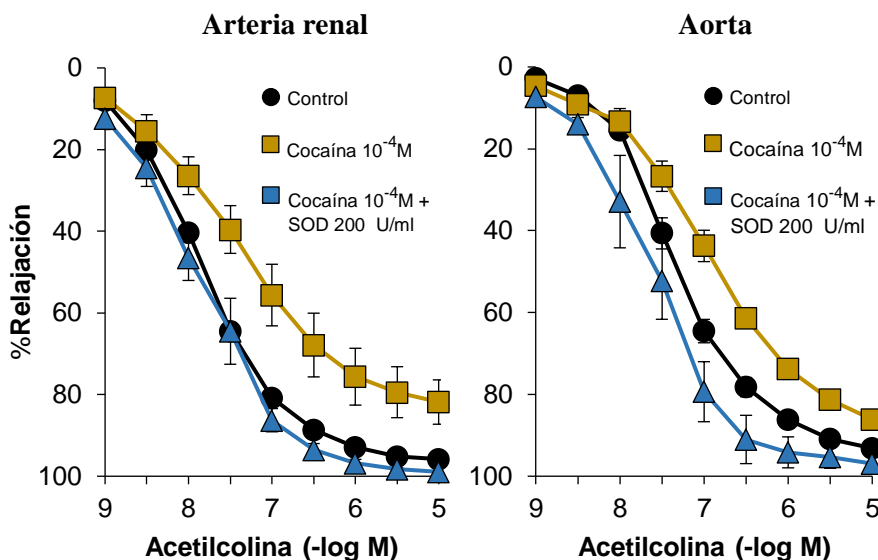 Arteria renal
Aorta
%Relajación
0
20
40
60
80
100
Control
Cocaína 10⁻⁴M
Cocaína 10⁻⁴M +
SOD 200 U/ml
9 8 7 6 5
Acetilcolina (-log M)
0
20
40
60
80
100
Control
Cocaína 10⁻⁴M
Cocaína 10⁻⁴M +
SOD 200 U/ml
9 8 7 6 5
Acetilcolina (-log M)